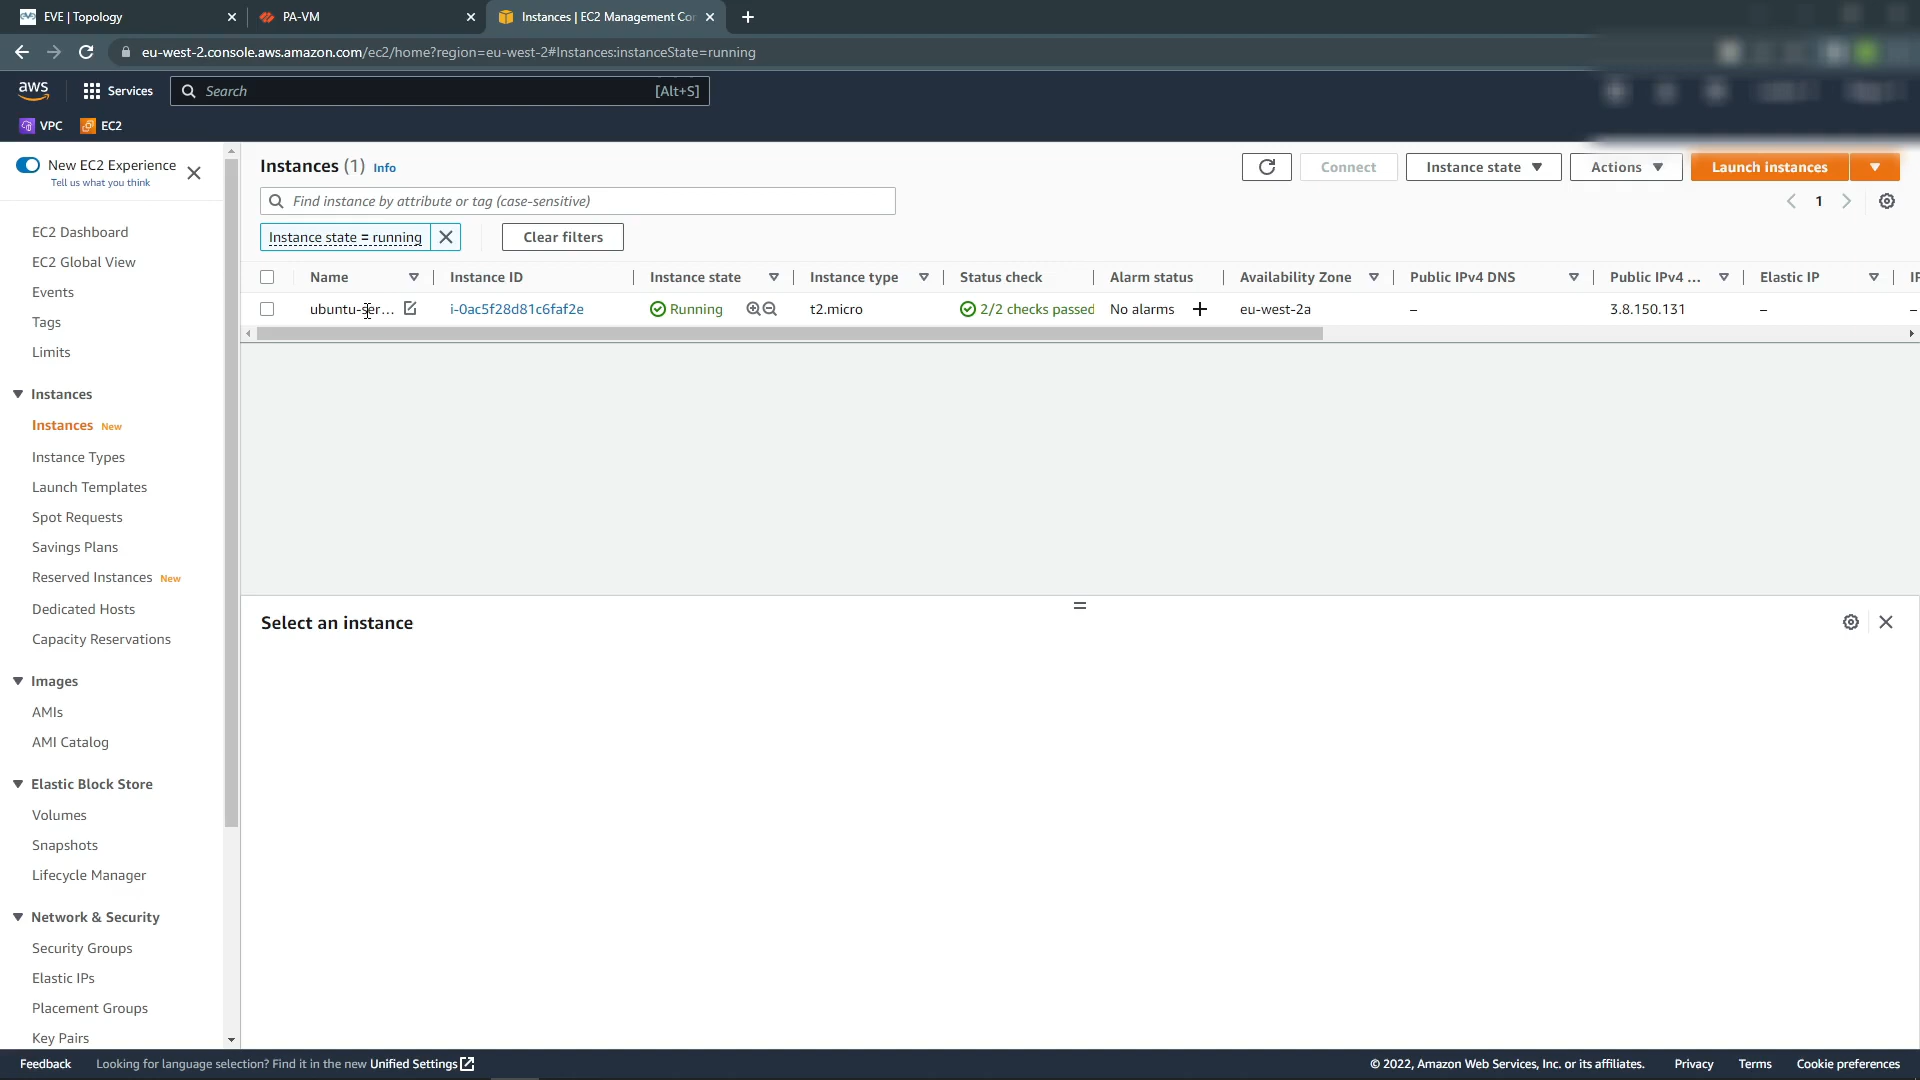 EVE | Topology
PA-VM
Instances | EC2 Management Co
eu-west-2.console.aws.amazon.com/ec2/home?region=eu-west-2#Instances:instanceState=running
aws
Services
Search
[Alt+S]
VPC
EC2
New EC2 Experience
Tell us what you think
EC2 Dashboard
EC2 Global View
Events
Tags
Limits
Instances
Instances New
Instance Types
Launch Templates
Spot Requests
Savings Plans
Reserved Instances New
Dedicated Hosts
Capacity Reservations
Images
AMIs
AMI Catalog
Elastic Block Store
Volumes
Snapshots
Lifecycle Manager
Network & Security
Security Groups
Elastic IPs
Placement Groups
Key Pairs
Instances (1) Info
Connect
Instance state
Actions
Launch instances
Find instance by attribute or tag (case-sensitive)
1
Instance state = running
Clear filters
Name Instance ID Instance state Instance type Status check Alarm status Availability Zone Public IPv4 DNS Public IPv4 ... Elastic IP IP
ubuntu-ser... i-0ac5f28d81c6faf2e Running t2.micro 2/2 checks passed No alarms + eu-west-2a – 3.8.150.131 – –
Select an instance
Feedback
Looking for language selection? Find it in the new Unified Settings
© 2022, Amazon Web Services, Inc. or its affiliates.
Privacy
Terms
Cookie preferences